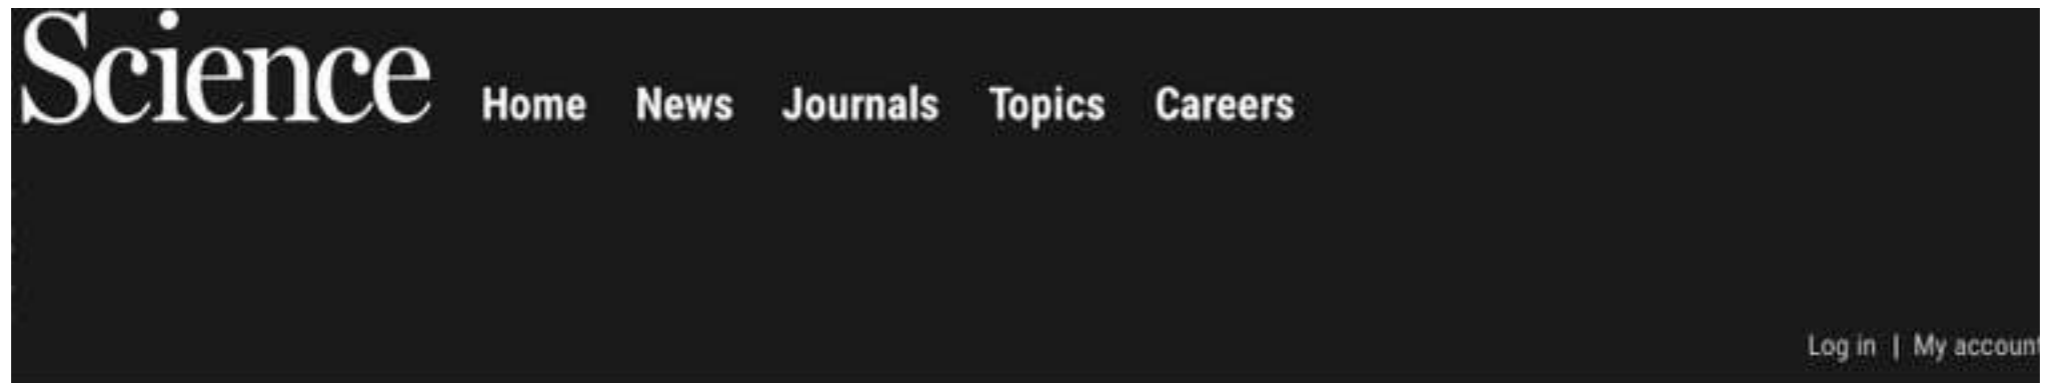 Science Home News Journals Topics Careers
Log in | My account